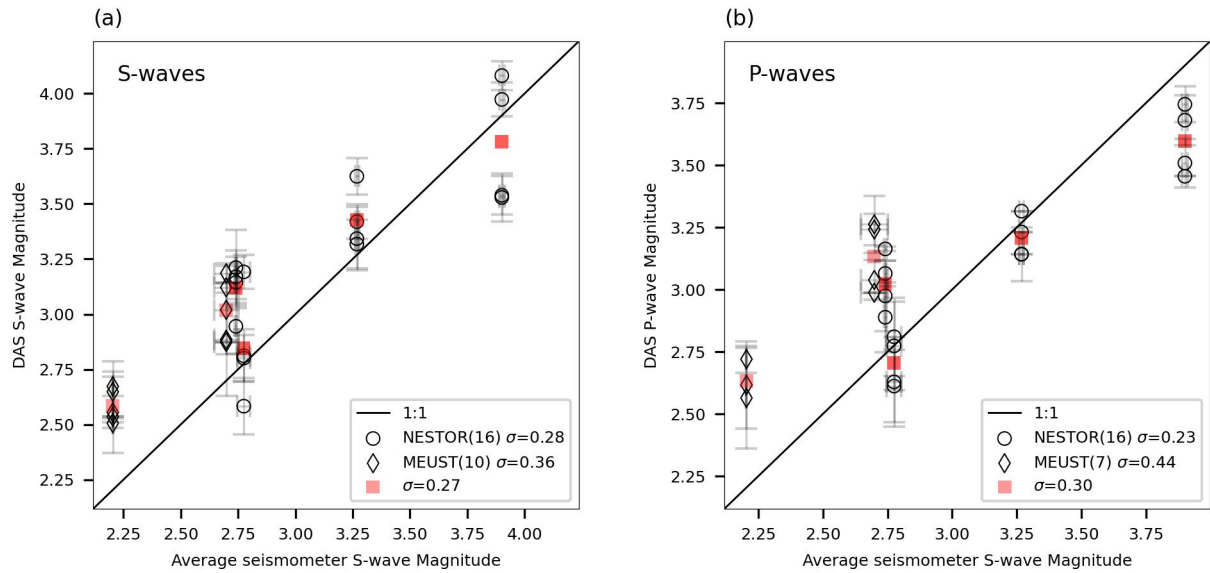 (a)
S-waves
DAS S-wave Magnitude
4.00
3.75
3.50
3.25
3.00
2.75
2.50
2.25
1:1
NESTOR(16) σ=0.28
MEUST(10) σ=0.36
σ=0.27
2.25 2.50 2.75 3.00 3.25 3.50 3.75 4.00
Average seismometer S-wave Magnitude
(b)
P-waves
DAS P-wave Magnitude
3.75
3.50
3.25
3.00
2.75
2.50
2.25
1:1
NESTOR(16) σ=0.23
MEUST(7) σ=0.44
σ=0.30
2.25 2.50 2.75 3.00 3.25 3.50 3.75
Average seismometer S-wave Magnitude